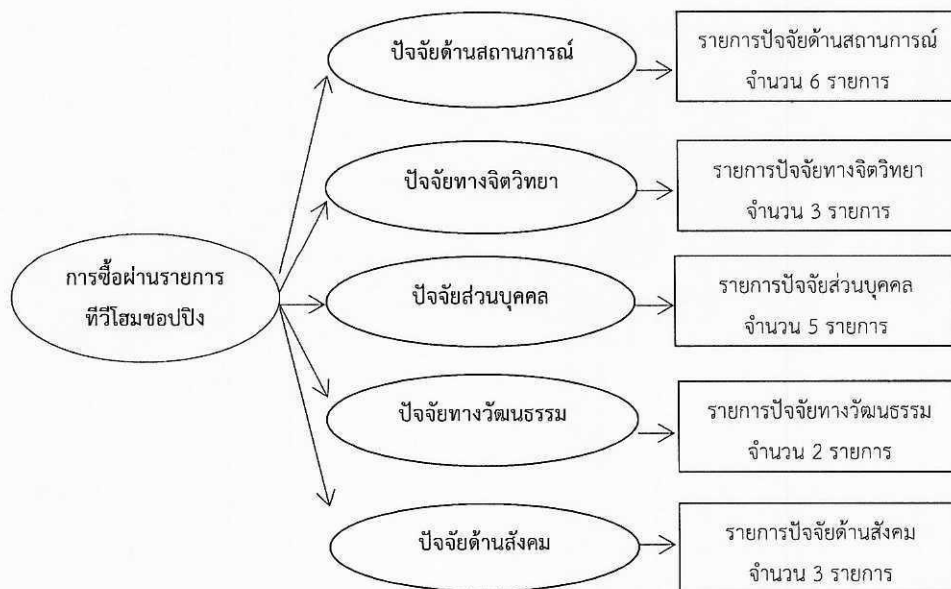 ปัจจัยด้านสถานการณ์
รายการปัจจัยด้านสถานการณ์
จำนวน 6 รายการ
ปัจจัยทางจิตวิทยา
รายการปัจจัยทางจิตวิทยา
จำนวน 3 รายการ
การซื้อผ่านรายการ
ทีวีโฮมชอปปิง
ปัจจัยส่วนบุคคล
รายการปัจจัยส่วนบุคคล
จำนวน 5 รายการ
ปัจจัยทางวัฒนธรรม
รายการปัจจัยทางวัฒนธรรม
จำนวน 2 รายการ
ปัจจัยด้านสังคม
รายการปัจจัยด้านสังคม
จำนวน 3 รายการ